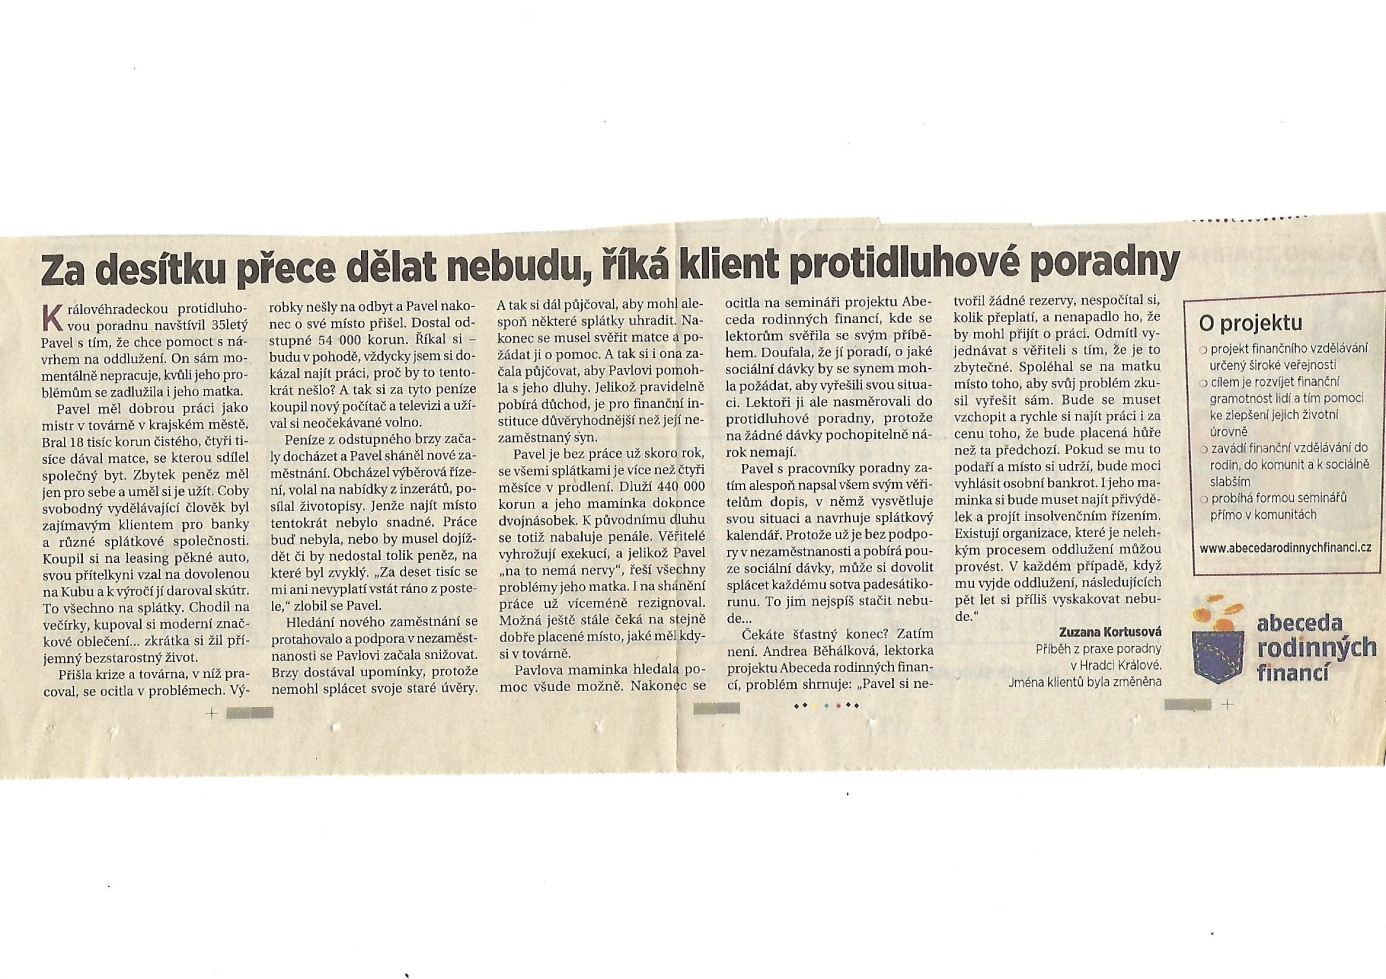 Za desítku přece dělat nebudu, říká klient protidluhové poradny
Královéhradeckou protidluho-
vou poradnu navštívil 35letý
Pavel s tím, že chce pomoct s ná-
vrhem na oddlužení. On sám mo-
mentálně nepracuje, kvůli jeho pro-
blémům se zadlužila i jeho matka.
Pavel měl dobrou práci jako
mistr v továrně v krajském městě.
Bral 18 tisíc korun čistého, čtyři ti-
síce dával matce, se kterou sdílel
společný byt. Zbytek peněz měl
jen pro sebe a uměl si je užít. Coby
svobodný vydělávající člověk byl
zajímavým klientem pro banky
a různé splátkové společnosti.
Koupil si na leasing pěkné auto,
svou přítelkyni vzal na dovolenou
na Kubu a k výročí jí daroval skútr.
To všechno na splátky. Chodil na
večírky, kupoval si moderní znač-
kové oblečení... zkrátka si žil pří-
jemný bezstarostný život.
Přišla krize a továrna, v níž pra-
coval, se ocitla v problémech. Vý-
robky nešly na odbyt a Pavel nako-
nec o své místo přišel. Dostal od-
stupné 54 000 korun. Říkal si –
budu v pohodě, vždycky jsem si do-
kázal najít práci, proč by to tento-
krát nešlo? A tak si za tyto peníze
koupil nový počítač a televizi a uží-
val si neočekávané volno.
Peníze z odstupného brzy zača-
ly docházet a Pavel sháněl nové za-
městnání. Obcházel výběrová říze-
ní, volal na nabídky z inzerátů, po-
sílal životopisy. Jenže najít místo
tentokrát nebylo snadné. Práce
buď nebyla, nebo by musel dojíž-
dět či by nedostal tolik peněz, na
které byl zvyklý. „Za deset tisíc se
mi ani nevyplatí vstát ráno z poste-
le,“ zlobil se Pavel.
Hledání nového zaměstnání se
protahovalo a podpora v nezaměst-
nanosti se Pavlovi začala snižovat.
Brzy dostával upomínky, protože
nemohl splácet svoje staré úvěry.
A tak si dál půjčoval, aby mohl ale-
spoň některé splátky uhradit. Na-
konec se musel svěřit matce a po-
žádat ji o pomoc. A tak si i ona za-
čala půjčovat, aby Pavlovi pomoh-
la s jeho dluhy. Jelikož pravidelně
pobírá důchod, je pro finanční in-
stituce důvěryhodnější než její ne-
zaměstnaný syn.
Pavel je bez práce už skoro rok,
se všemi splátkami je více než čtyři
měsíce v prodlení. Dluží 440 000
korun a jeho maminka dokonce
dvojnásobek. K původnímu dluhu
se totiž nabaluje penále. Věřitelé
vyhrožují exekucí, a jelikož Pavel
„na to nemá nervy“, řeší všechny
problémy jeho matka. I na shánění
práce už víceméně rezignoval.
Možná ještě stále čeká na stejně
dobře placené místo, jaké měl kdy-
si v továrně.
Pavlova maminka hledala po-
moc všude možně. Nakonec se
ocitla na semináři projektu Abe-
ceda rodinných financí, kde se
lektorům svěřila se svým příbě-
hem. Doufala, že jí poradí, o jaké
sociální dávky by se synem moh-
la požádat, aby vyřešili svou situa-
ci. Lektoři ji ale nasměrovali do
protidluhové poradny, protože
na žádné dávky pochopitelně ná-
rok nemají.
Pavel s pracovníky poradny za-
tím alespoň napsal všem svým věři-
telům dopis, v němž vysvětluje
svou situaci a navrhuje splátkový
kalendář. Protože už je bez podpo-
ry v nezaměstnanosti a pobírá pou-
ze sociální dávky, může si dovolit
splácet každému sotva padesátiko-
runu. To jim nejspíš stačit nebu-
de...
Čekáte šťastný konec? Zatím
není. Andrea Běhálková, lektorka
projektu Abeceda rodinných finan-
cí, problém shrnuje: „Pavel si ne-
tvořil žádné rezervy, nespočítal si,
kolik přeplatí, a nenapadlo ho, že
by mohl přijít o práci. Odmítl vy-
jednávat s věřiteli s tím, že je to
zbytečné. Spoléhal se na matku
místo toho, aby svůj problém zku-
sil vyřešit sám. Bude se muset
vzchopit a rychle si najít práci i za
cenu toho, že bude placená hůře
než ta předchozí. Pokud se mu to
podaří a místo si udrží, bude moci
vyhlásit osobní bankrot. I jeho ma-
minka si bude muset najít přivýdě-
lek a projít insolvenčním řízením.
Existují organizace, které je neleh-
kým procesem oddlužení můžou
provést. V každém případě, když
mu vyjde oddlužení, následujících
pět let si příliš vyskakovat nebu-
de.“
Zuzana Kortusová
Příběh z praxe poradny
v Hradci Králové.
Jména klientů byla změněna
O projektu
projekt finančního vzdělávání
určený široké veřejnosti
cílem je rozvíjet finanční
gramotnost lidí a tím pomoci
ke zlepšení jejich životní
úrovně
zavádí finanční vzdělávání do
rodin, do komunit a k sociálně
slabším
probíhá formou seminářů
přímo v komunitách
www.abecedarodinnychfinanci.cz
abeceda
rodinných
financí